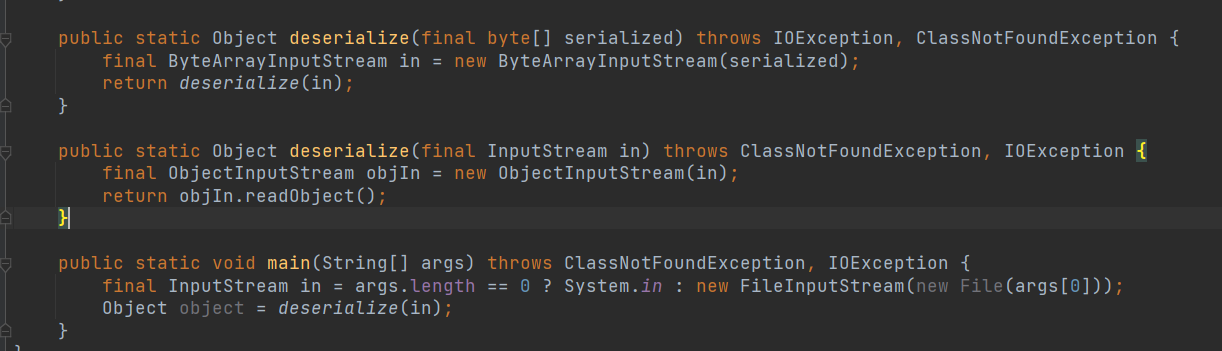 public static Object deserialize(final byte[] serialized) throws IOException, ClassNotFoundException {
final ByteArrayInputStream in = new ByteArrayInputStream(serialized);
return deserialize(in);
}
public static Object deserialize(final InputStream in) throws ClassNotFoundException, IOException {
final ObjectInputStream objIn = new ObjectInputStream(in);
return objIn.readObject();
}
public static void main(String[] args) throws ClassNotFoundException, IOException {
final InputStream in = args.length == 0 ? System.in : new FileInputStream(new File(args[0]));
Object object = deserialize(in);
}